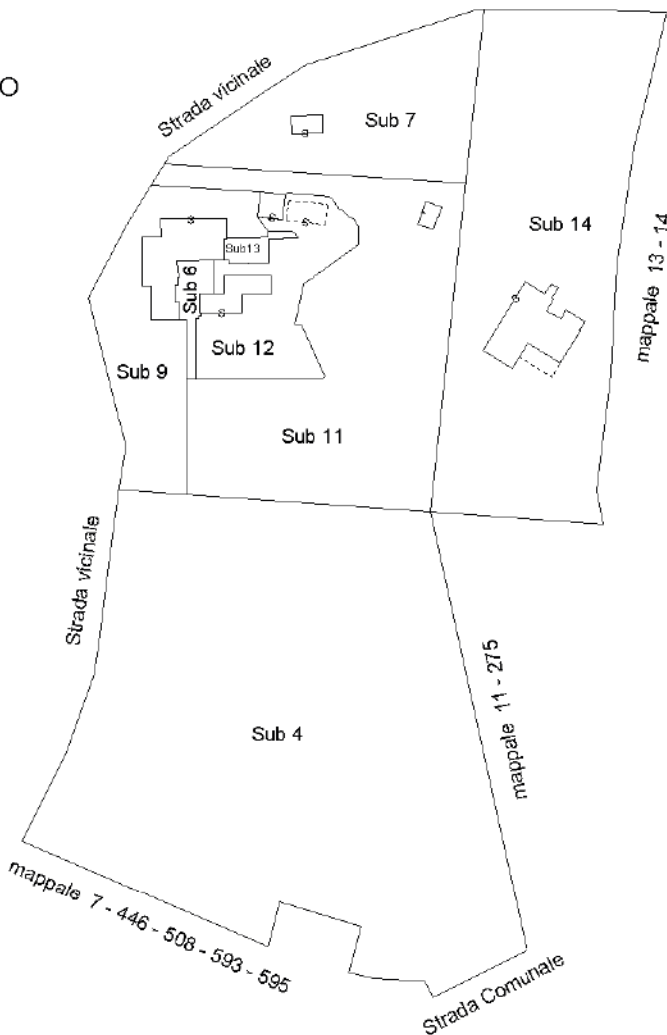 O
Strada vicinale
Sub 7
Sub 14
mappale 13 - 14
Sub13
Sub 6
Sub 12
Sub 9
Sub 11
Strada vicinale
mappale 11 - 275
Sub 4
mappale 7 - 446 - 508 - 593 - 595
Strada Comunale